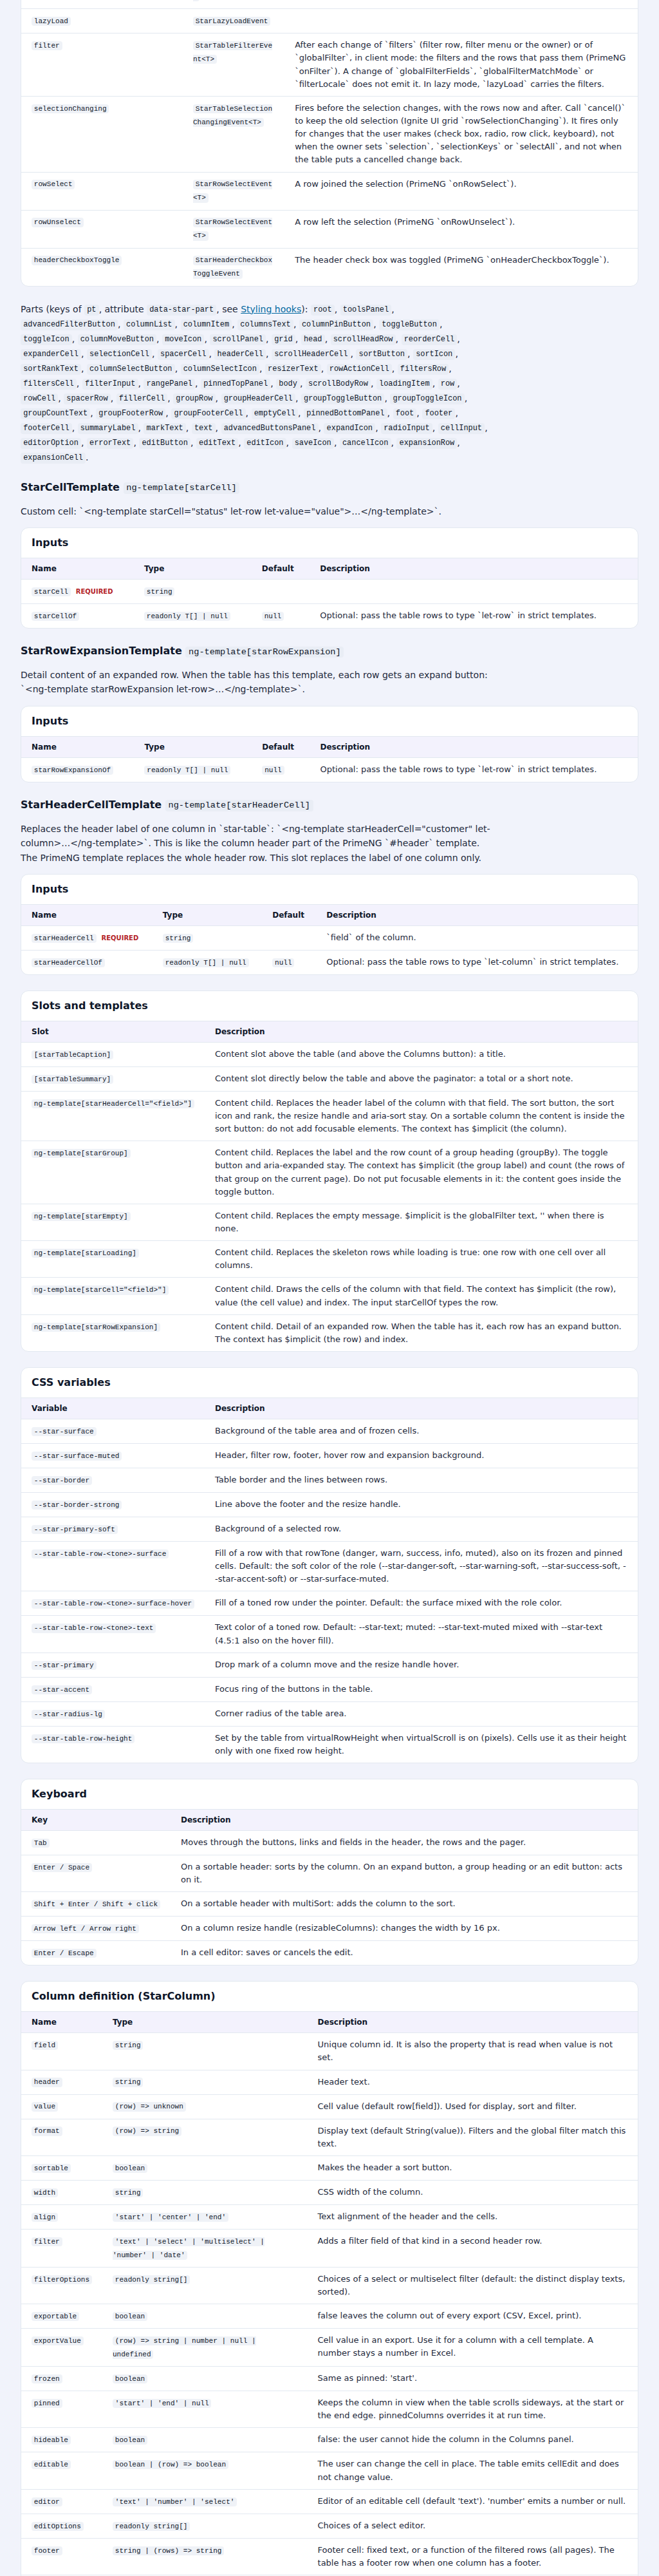 lazyLoad StarLazyLoadEvent
filter StarTableFilterEve After each change of `filters` (filter row, filter menu or the owner) or of
nt<T> `globalFilter`, in client mode: the filters and the rows that pass them (PrimeNG
`onFilter`). A change of `globalFilterFields`, `globalFilterMatchMode` or
`filterLocale` does not emit it. In lazy mode, `lazyLoad` carries the filters.
selectionChanging StarTableSelection Fires before the selection changes, with the rows now and after. Call `cancel()`
ChangingEvent<T> to keep the old selection (Ignite UI grid `rowSelectionChanging`). It fires only
for changes that the user makes (check box, radio, row click, keyboard), not
when the owner sets `selection`, `selectionKeys` or `selectAll`, and not when
the table puts a cancelled change back.
rowSelect StarRowSelectEvent A row joined the selection (PrimeNG `onRowSelect`).
<T>
rowUnselect StarRowSelectEvent A row left the selection (PrimeNG `onRowUnselect`).
<T>
headerCheckboxToggle StarHeaderCheckbox The header check box was toggled (PrimeNG `onHeaderCheckboxToggle`).
ToggleEvent
Parts (keys of pt , attribute data-star-part , see Styling hooks): root , toolsPanel ,
advancedFilterButton , columnList , columnItem , columnsText , columnPinButton , toggleButton ,
toggleIcon , columnMoveButton , moveIcon , scrollPanel , grid , head , scrollHeadRow , reorderCell ,
expanderCell , selectionCell , spacerCell , headerCell , scrollHeaderCell , sortButton , sortIcon ,
sortRankText , columnSelectButton , columnSelectIcon , resizerText , rowActionCell , filtersRow ,
filtersCell , filterInput , rangePanel , pinnedTopPanel , body , scrollBodyRow , loadingItem , row ,
rowCell , spacerRow , fillerCell , groupRow , groupHeaderCell , groupToggleButton , groupToggleIcon ,
groupCountText , groupFooterRow , groupFooterCell , emptyCell , pinnedBottomPanel , foot , footer ,
footerCell , summaryLabel , markText , text , advancedButtonsPanel , expandIcon , radioInput , cellInput ,
editorOption , errorText , editButton , editText , editIcon , saveIcon , cancelIcon , expansionRow ,
expansionCell .
StarCellTemplate ng-template[starCell]
Custom cell: `<ng-template starCell="status" let-row let-value="value">…</ng-template>`.
Inputs
Name Type Default Description
starCell REQUIRED string
starCellOf readonly T[] | null null Optional: pass the table rows to type `let-row` in strict templates.
StarRowExpansionTemplate ng-template[starRowExpansion]
Detail content of an expanded row. When the table has this template, each row gets an expand button:
`<ng-template starRowExpansion let-row>…</ng-template>`.
Inputs
Name Type Default Description
starRowExpansionOf readonly T[] | null null Optional: pass the table rows to type `let-row` in strict templates.
StarHeaderCellTemplate ng-template[starHeaderCell]
Replaces the header label of one column in `star-table`: `<ng-template starHeaderCell="customer" let-
column>…</ng-template>`. This is like the column header part of the PrimeNG `#header` template.
The PrimeNG template replaces the whole header row. This slot replaces the label of one column only.
Inputs
Name Type Default Description
starHeaderCell REQUIRED string `field` of the column.
starHeaderCellOf readonly T[] | null null Optional: pass the table rows to type `let-column` in strict templates.
Slots and templates
Slot Description
[starTableCaption] Content slot above the table (and above the Columns button): a title.
[starTableSummary] Content slot directly below the table and above the paginator: a total or a short note.
ng-template[starHeaderCell="<field>"] Content child. Replaces the header label of the column with that field. The sort button, the sort
icon and rank, the resize handle and aria-sort stay. On a sortable column the content is inside the
sort button: do not add focusable elements. The context has $implicit (the column).
ng-template[starGroup] Content child. Replaces the label and the row count of a group heading (groupBy). The toggle
button and aria-expanded stay. The context has $implicit (the group label) and count (the rows of
that group on the current page). Do not put focusable elements in it: the content goes inside the
toggle button.
ng-template[starEmpty] Content child. Replaces the empty message. $implicit is the globalFilter text, '' when there is
none.
ng-template[starLoading] Content child. Replaces the skeleton rows while loading is true: one row with one cell over all
columns.
ng-template[starCell="<field>"] Content child. Draws the cells of the column with that field. The context has $implicit (the row),
value (the cell value) and index. The input starCellOf types the row.
ng-template[starRowExpansion] Content child. Detail of an expanded row. When the table has it, each row has an expand button.
The context has $implicit (the row) and index.
CSS variables
Variable Description
--star-surface Background of the table area and of frozen cells.
--star-surface-muted Header, filter row, footer, hover row and expansion background.
--star-border Table border and the lines between rows.
--star-border-strong Line above the footer and the resize handle.
--star-primary-soft Background of a selected row.
--star-table-row-<tone>-surface Fill of a row with that rowTone (danger, warn, success, info, muted), also on its frozen and pinned
cells. Default: the soft color of the role (--star-danger-soft, --star-warning-soft, --star-success-soft, -
-star-accent-soft) or --star-surface-muted.
--star-table-row-<tone>-surface-hover Fill of a toned row under the pointer. Default: the surface mixed with the role color.
--star-table-row-<tone>-text Text color of a toned row. Default: --star-text; muted: --star-text-muted mixed with --star-text
(4.5:1 also on the hover fill).
--star-primary Drop mark of a column move and the resize handle hover.
--star-accent Focus ring of the buttons in the table.
--star-radius-lg Corner radius of the table area.
--star-table-row-height Set by the table from virtualRowHeight when virtualScroll is on (pixels). Cells use it as their height
only with one fixed row height.
Keyboard
Key Description
Tab Moves through the buttons, links and fields in the header, the rows and the pager.
Enter / Space On a sortable header: sorts by the column. On an expand button, a group heading or an edit button: acts
on it.
Shift + Enter / Shift + click On a sortable header with multiSort: adds the column to the sort.
Arrow left / Arrow right On a column resize handle (resizableColumns): changes the width by 16 px.
Enter / Escape In a cell editor: saves or cancels the edit.
Column definition (StarColumn)
Name Type Description
field string Unique column id. It is also the property that is read when value is not
set.
header string Header text.
value (row) => unknown Cell value (default row[field]). Used for display, sort and filter.
format (row) => string Display text (default String(value)). Filters and the global filter match this
text.
sortable boolean Makes the header a sort button.
width string CSS width of the column.
align 'start' | 'center' | 'end' Text alignment of the header and the cells.
filter 'text' | 'select' | 'multiselect' | Adds a filter field of that kind in a second header row.
'number' | 'date'
filterOptions readonly string[] Choices of a select or multiselect filter (default: the distinct display texts,
sorted).
exportable boolean false leaves the column out of every export (CSV, Excel, print).
exportValue (row) => string | number | null | Cell value in an export. Use it for a column with a cell template. A
undefined number stays a number in Excel.
frozen boolean Same as pinned: 'start'.
pinned 'start' | 'end' | null Keeps the column in view when the table scrolls sideways, at the start or
the end edge. pinnedColumns overrides it at run time.
hideable boolean false: the user cannot hide the column in the Columns panel.
editable boolean | (row) => boolean The user can change the cell in place. The table emits cellEdit and does
not change value.
editor 'text' | 'number' | 'select' Editor of an editable cell (default 'text'). 'number' emits a number or null.
editOptions readonly string[] Choices of a select editor.
footer string | (rows) => string Footer cell: fixed text, or a function of the filtered rows (all pages). The
table has a footer row when one column has a footer.